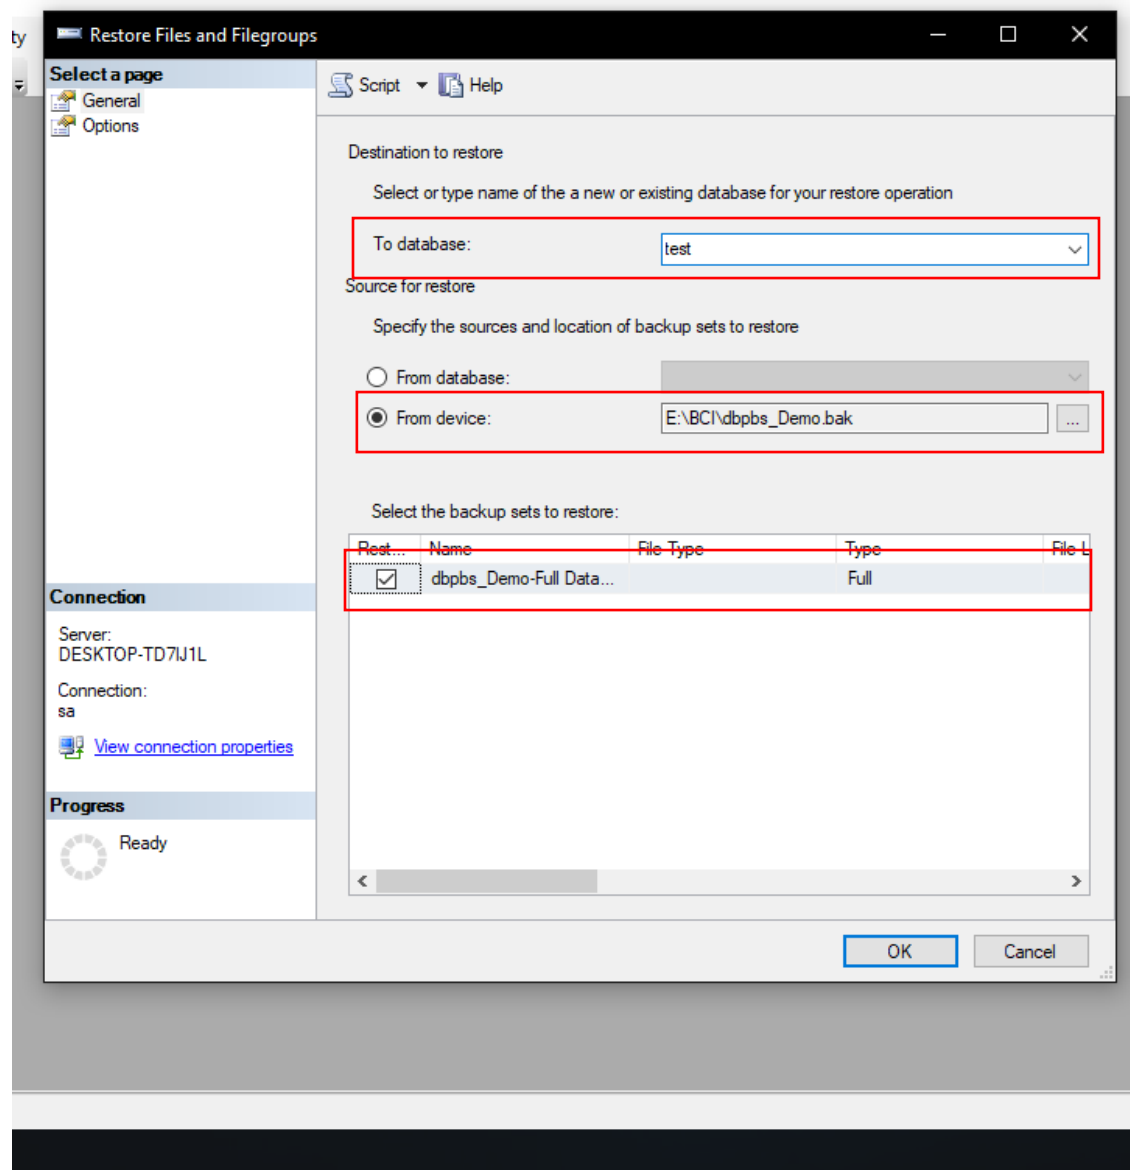 ty
Restore Files and Filegroups
Select a page
General
Options
Script
Help
Destination to restore
Select or type name of the a new or existing database for your restore operation
To database:
test
Source for restore
Specify the sources and location of backup sets to restore
From database:
From device:
E:\BCI\dbpbs_Demo.bak
...
Select the backup sets to restore:
Rest... Name File Type Type File L
dbpbs_Demo-Full Data... Full
Connection
Server:
DESKTOP-TD7IJ1L
Connection:
sa
View connection properties
Progress
Ready
OK
Cancel